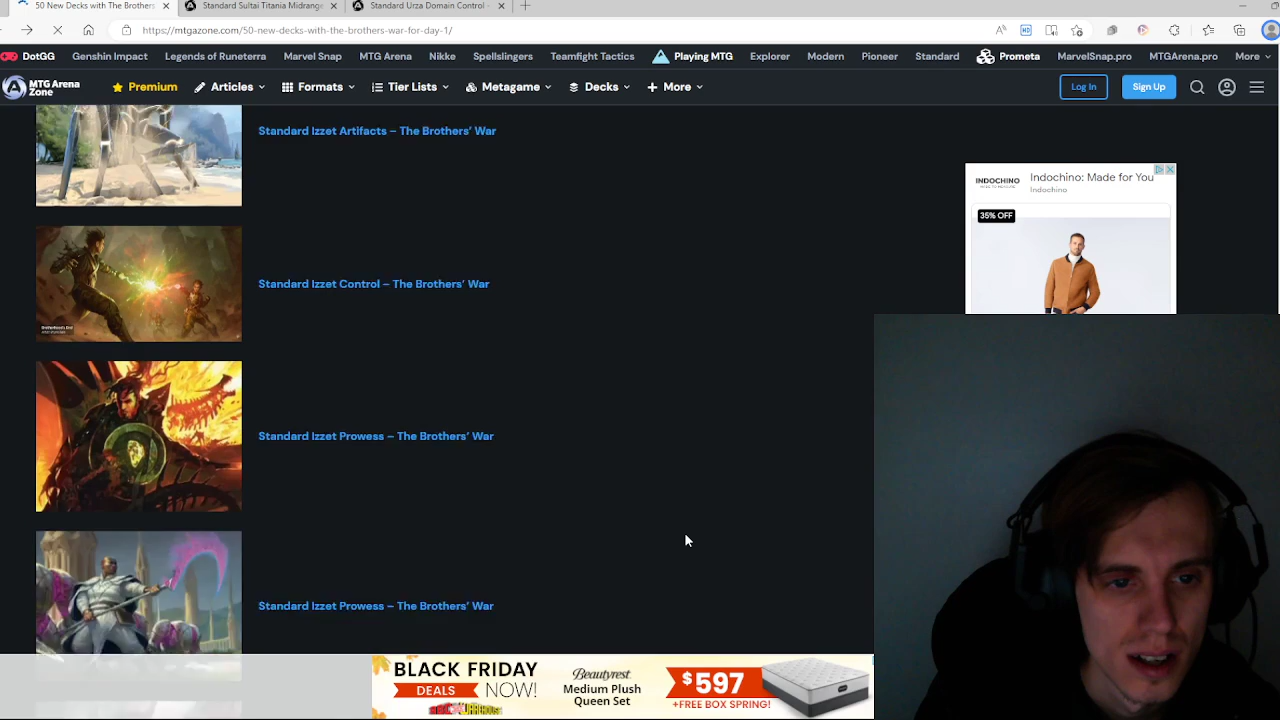 50 New Decks with The Brothers
Standard Sultai Titania Midrange
Standard Urza Domain Control -
https://mtgazone.com/50-new-decks-with-the-brothers-war-for-day-1/
DotGG
Genshin Impact
Legends of Runeterra
Marvel Snap
MTG Arena
Nikke
Spellslingers
Teamfight Tactics
Playing MTG
Explorer
Modern
Pioneer
Standard
Prometa
MarvelSnap.pro
MTGArena.pro
More
MTG Arena Zone
Premium
Articles
Formats
Tier Lists
Metagame
Decks
More
Log In
Sign Up
Standard Izzet Artifacts – The Brothers' War
INDOCHINO
Indochino: Made for You
Indochino
35% OFF
Standard Izzet Control – The Brothers' War
Standard Izzet Prowess – The Brothers' War
Standard Izzet Prowess – The Brothers' War
BLACK FRIDAY
DEALS NOW!
Beautyrest
Medium Plush
Queen Set
$597
+FREE BOX SPRING!